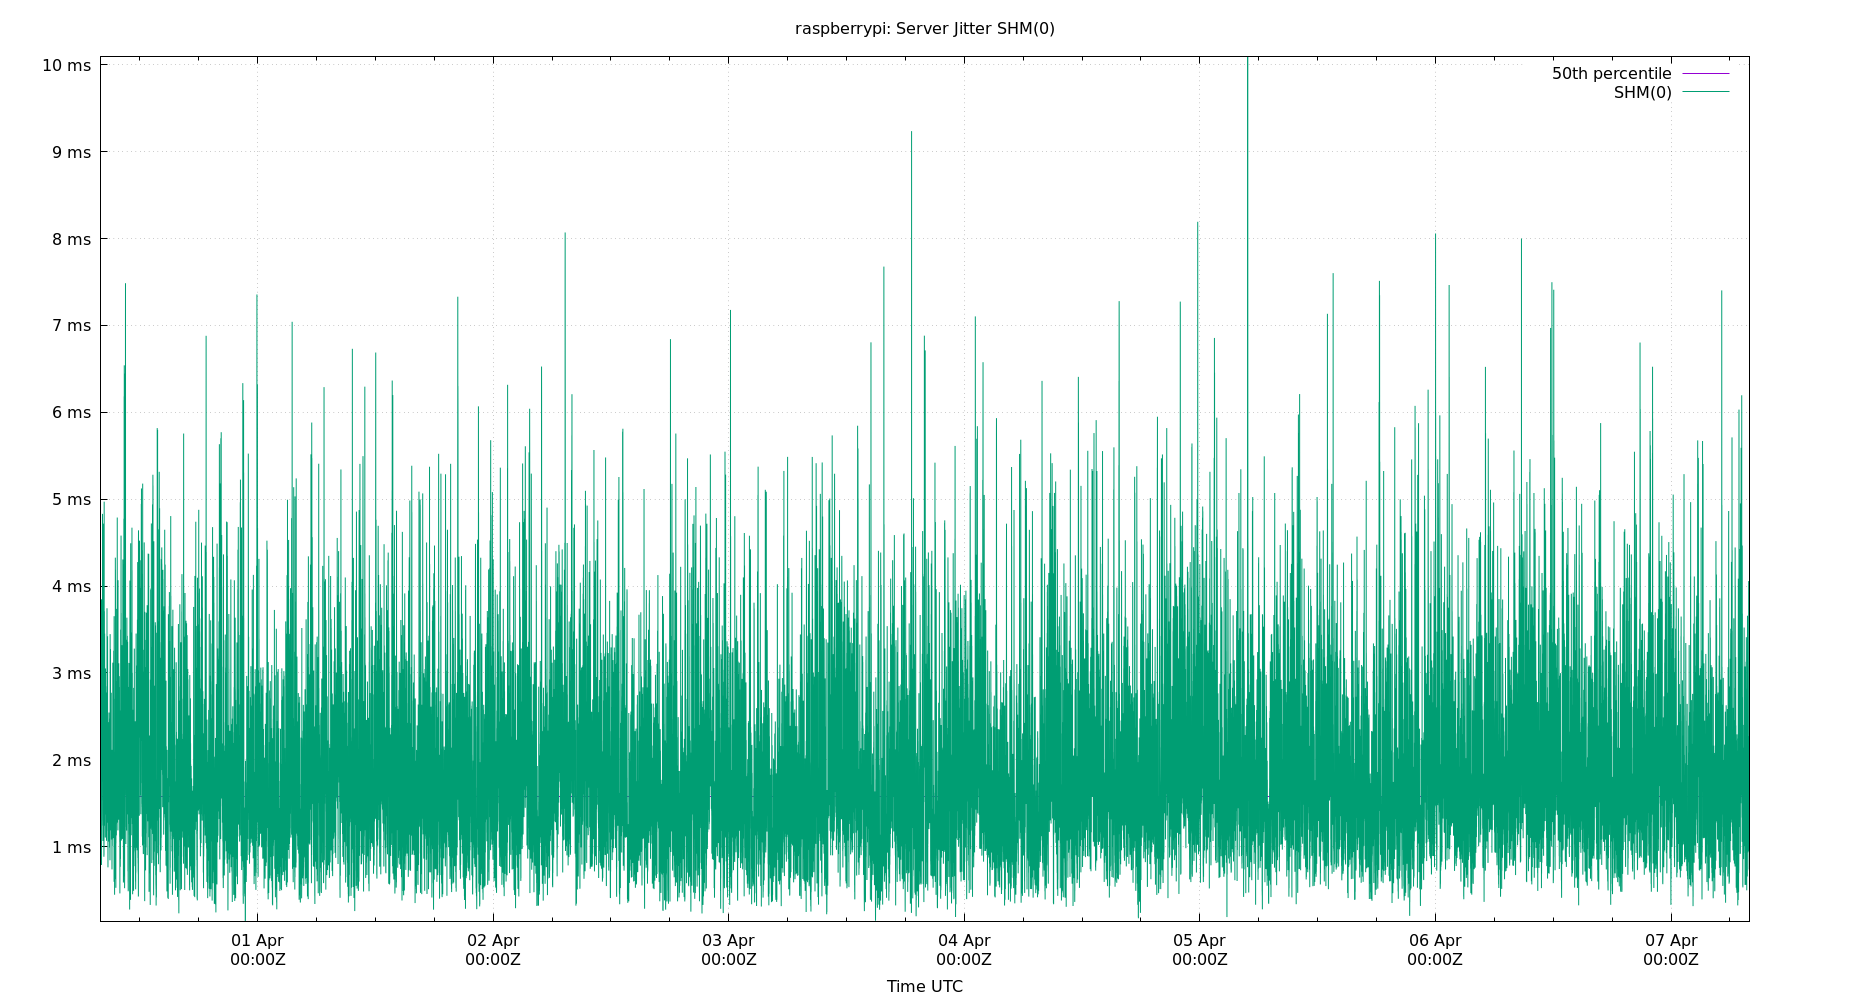 raspberrypi: Server Jitter SHM(0)
10 ms
9 ms
8 ms
7 ms
6 ms
5 ms
4 ms
3 ms
2 ms
1 ms
50th percentile
SHM(0)
01 Apr 02 Apr 03 Apr 04 Apr 05 Apr 06 Apr 07 Apr
00:00Z 00:00Z 00:00Z 00:00Z 00:00Z 00:00Z 00:00Z
Time UTC